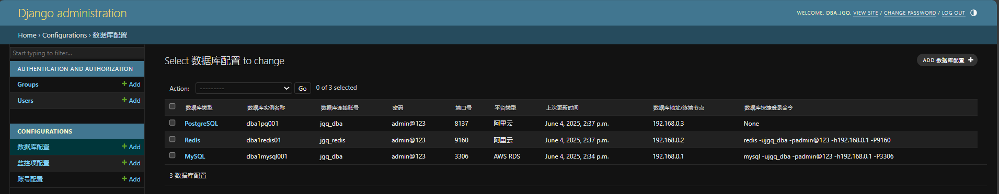 Django administration
WELCOME, DBA_JGQ. VIEW SITE / CHANGE PASSWORD / LOG OUT
Home › Configurations › 数据库配置
Start typing to filter...
AUTHENTICATION AND AUTHORIZATION
Groups + Add
Users + Add
CONFIGURATIONS
数据库配置 + Add
监控项配置 + Add
账号配置 + Add
Select 数据库配置 to change
ADD 数据库配置 +
Action: --------- Go 0 of 3 selected
数据库类型 数据库实例名称 数据库连接账号 密码 端口号 平台类型 上次更新时间 数据库地址/终端节点 数据库快捷登录命令
PostgreSQL dba1pg001 jgq_dba admin@123 8137 阿里云 June 4, 2025, 2:37 p.m. 192.168.0.3 None
Redis dba1redis01 jgq_redis admin@123 9160 阿里云 June 4, 2025, 2:37 p.m. 192.168.0.2 redis -ujgq_dba -padmin@123 -h192.168.0.1 -P9160
MySQL dba1mysql001 jgq_dba admin@123 3306 AWS RDS June 4, 2025, 2:34 p.m. 192.168.0.1 mysql -ujgq_dba -padmin@123 -h192.168.0.1 -P3306
3 数据库配置